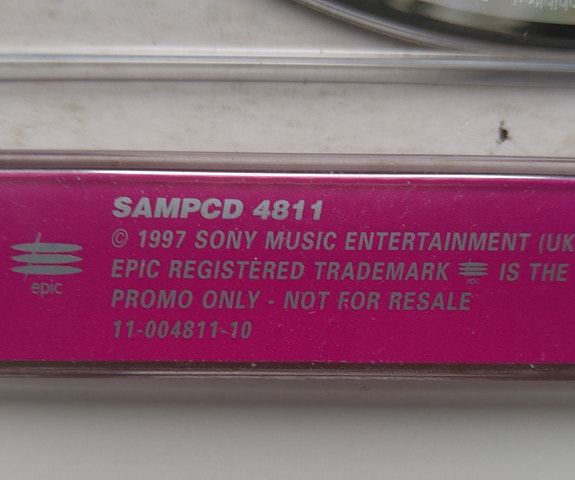 SAMPCD 4811
© 1997 SONY MUSIC ENTERTAINMENT (UK
EPIC REGISTERED TRADEMARK epic IS THE
PROMO ONLY - NOT FOR RESALE
11-004811-10
epic